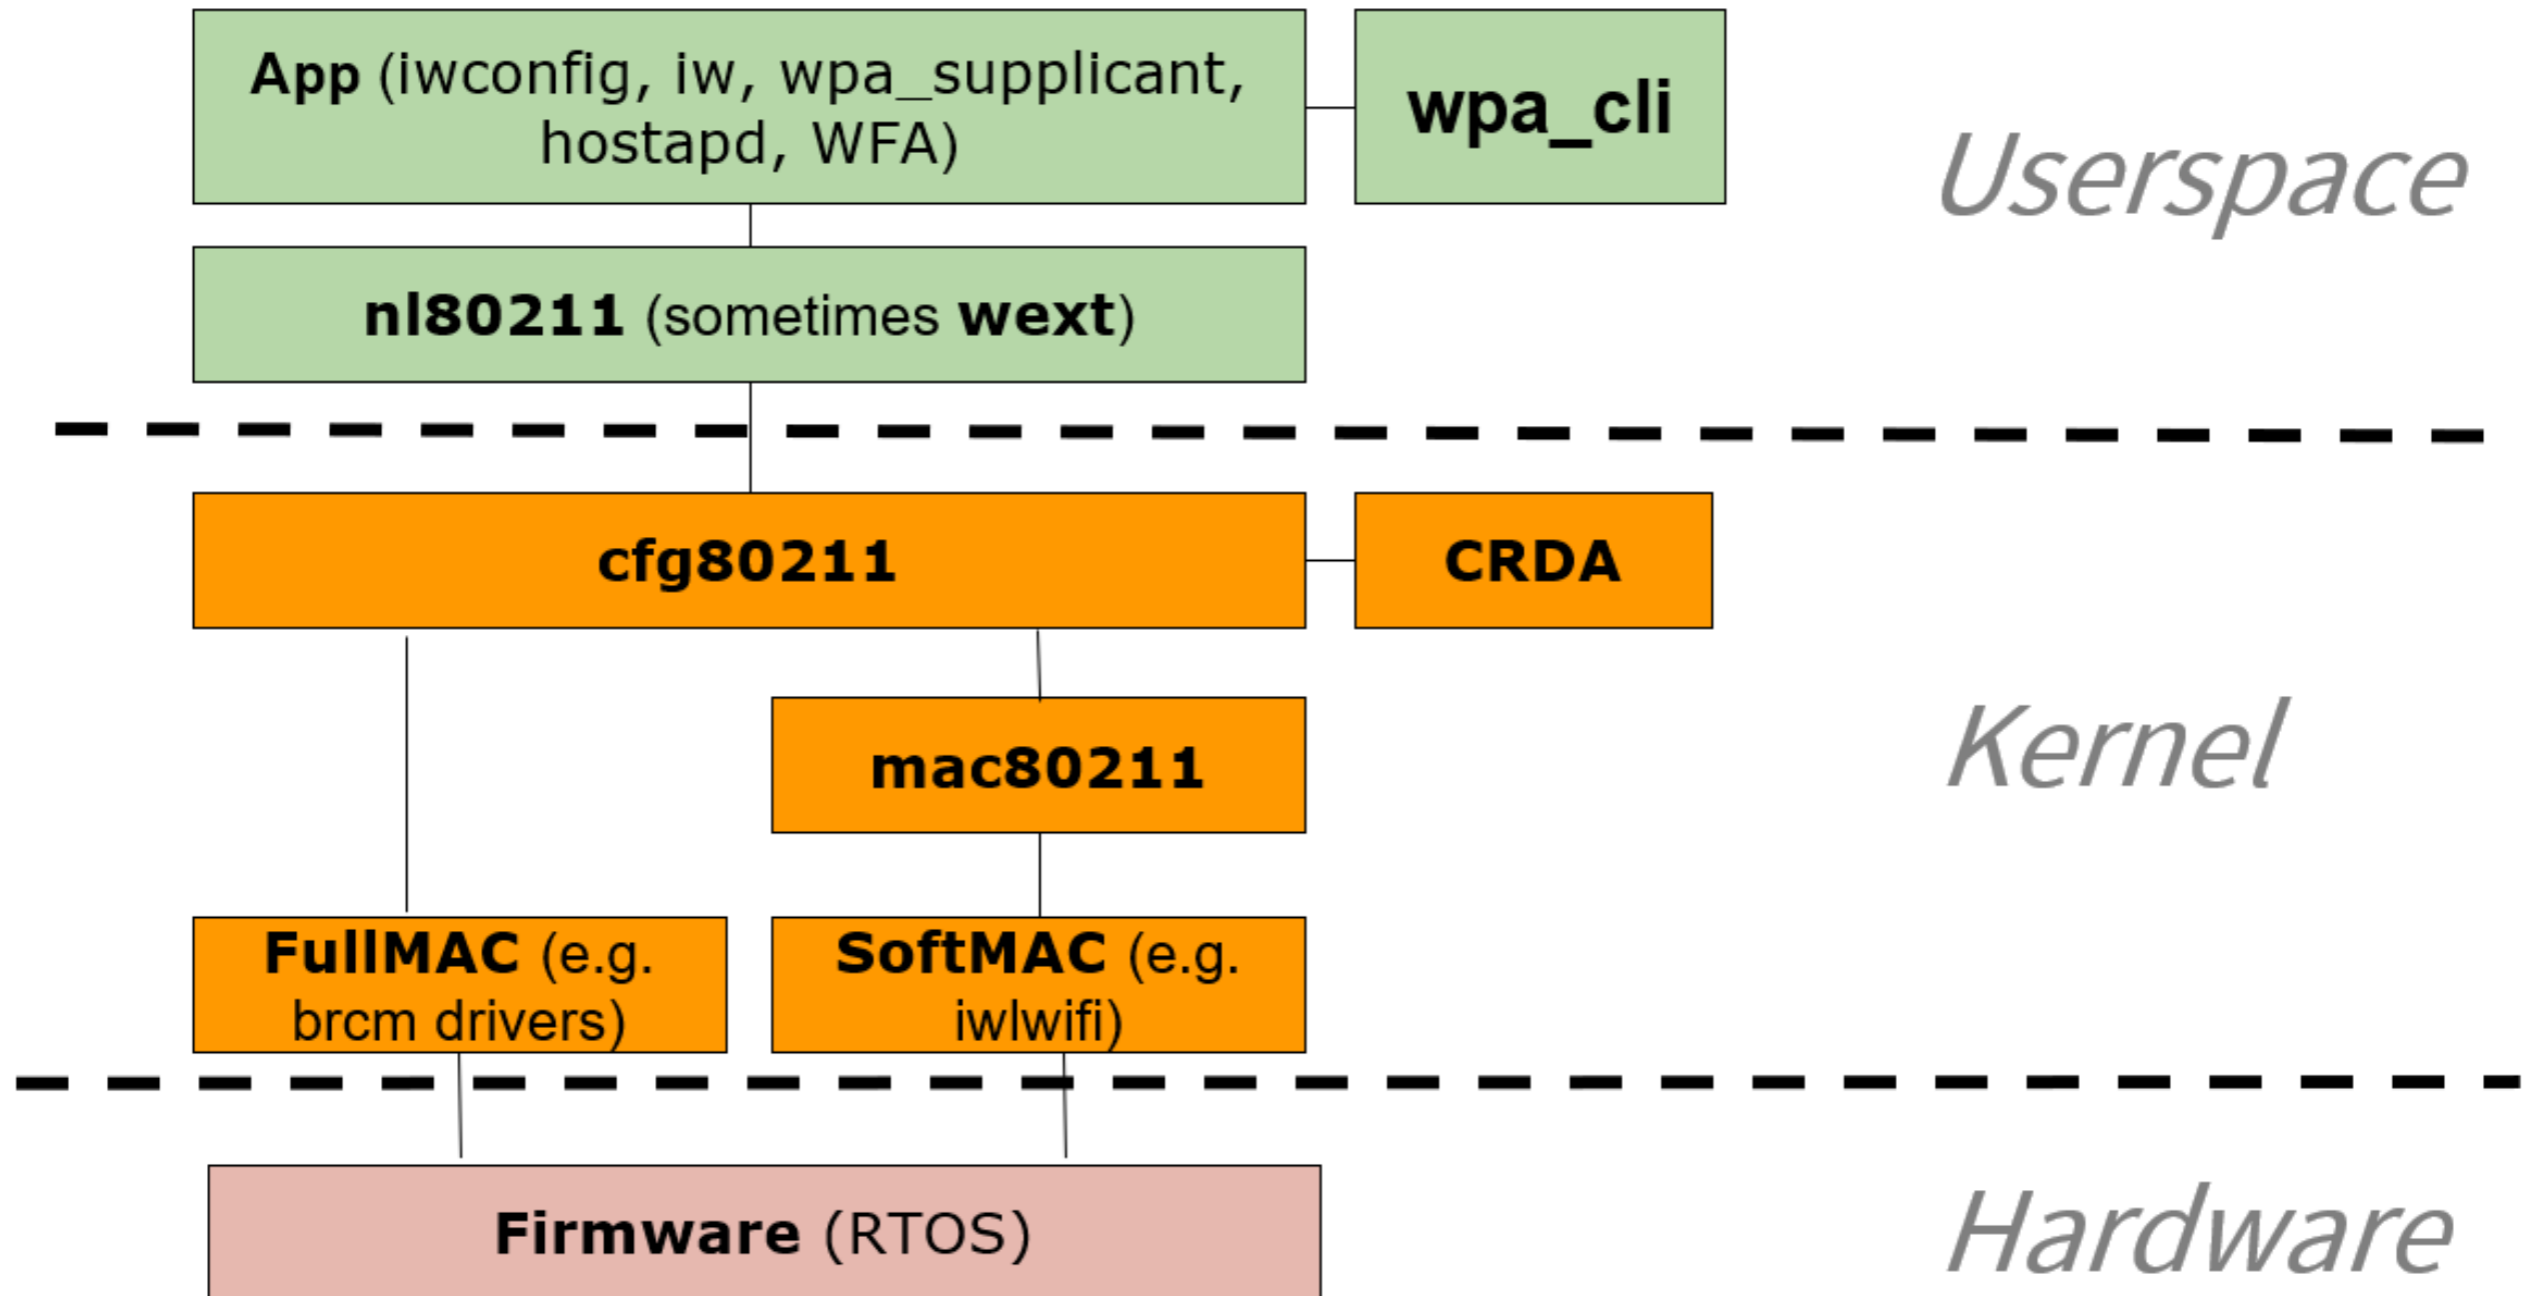 App (iwconfig, iw, wpa_supplicant,
hostapd, WFA)
wpa_cli
Userspace
nl80211 (sometimes wext)
cfg80211
CRDA
mac80211
Kernel
FullMAC (e.g.
brcm drivers)
SoftMAC (e.g.
iwlwifi)
Firmware (RTOS)
Hardware